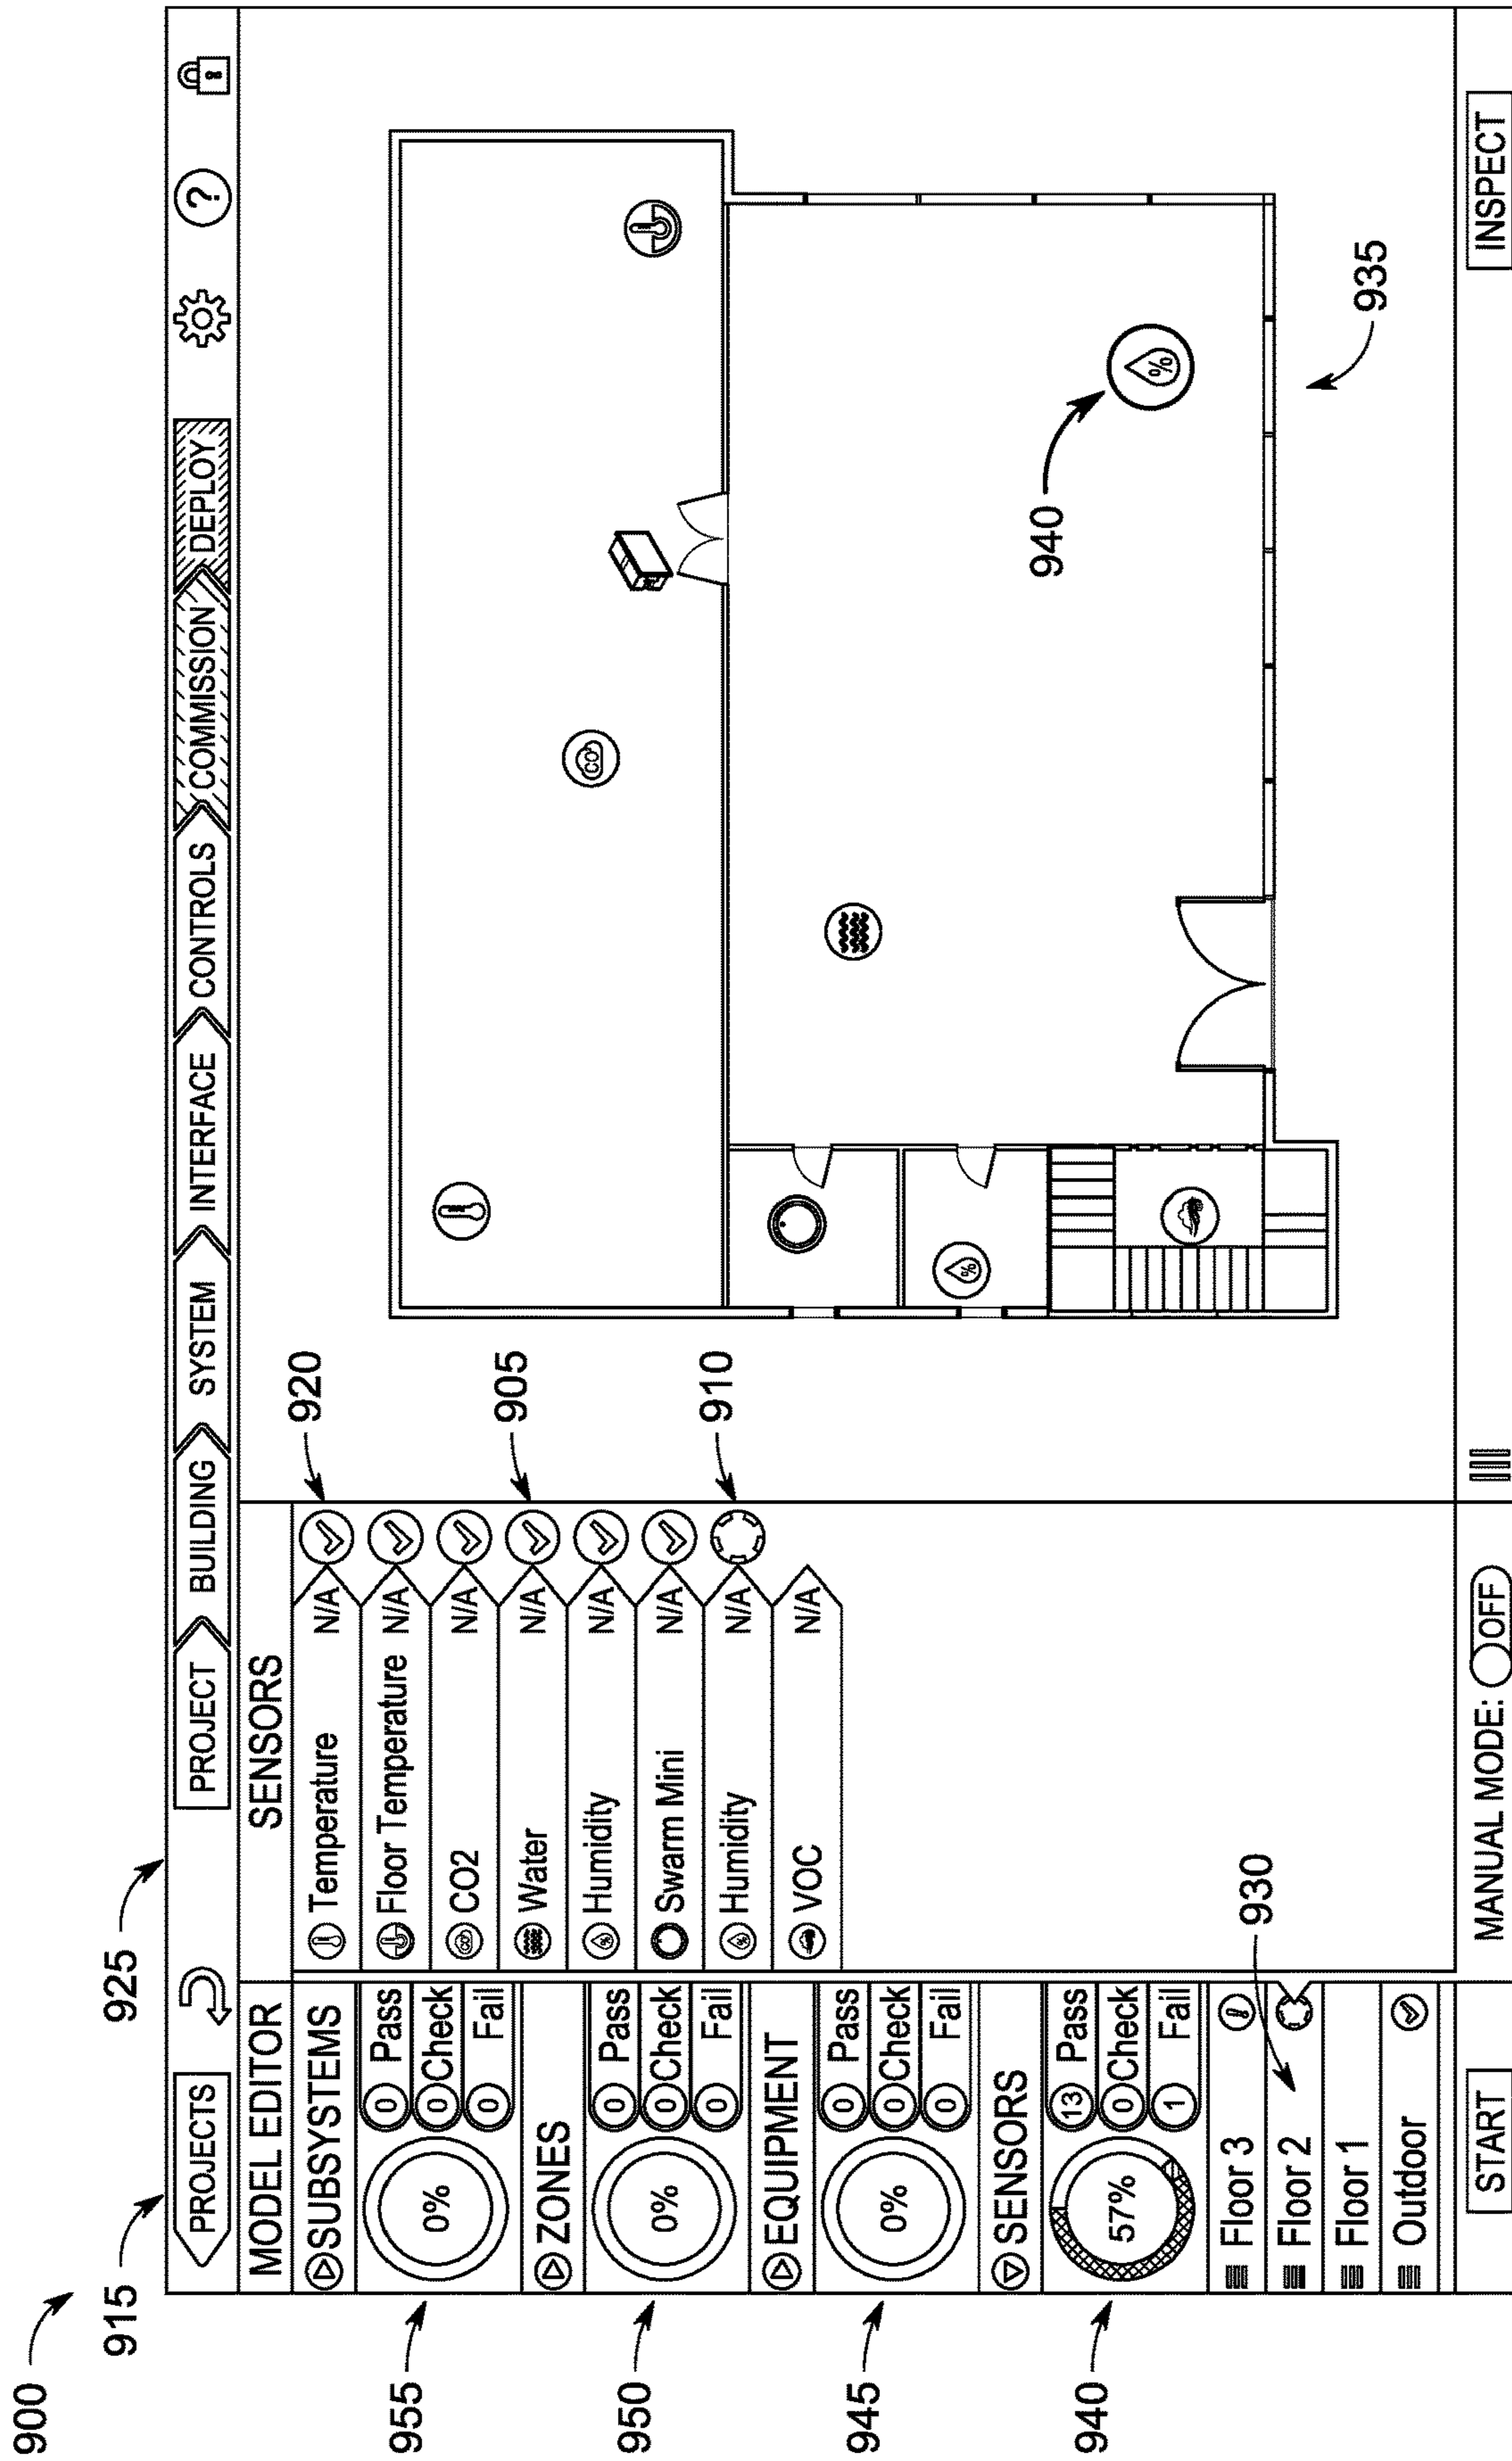 900
915
925
PROJECTS
PROJECT
BUILDING
SYSTEM
INTERFACE
CONTROLS
COMMISSION
DEPLOY
?
MODEL EDITOR
SENSORS
SUBSYSTEMS
955
0%
0 Pass
0 Check
0 Fail
ZONES
950
0%
0 Pass
0 Check
0 Fail
EQUIPMENT
945
0%
0 Pass
0 Check
0 Fail
SENSORS
940
57%
13 Pass
0 Check
1 Fail
Floor 3
Floor 2
Floor 1
Outdoor
930
Temperature N/A
920
Floor Temperature N/A
CO CO2 N/A
Water N/A
905
% Humidity N/A
Swarm Mini N/A
% Humidity N/A
910
VOC N/A
CO
%
%
940
935
START
MANUAL MODE: OFF
INSPECT